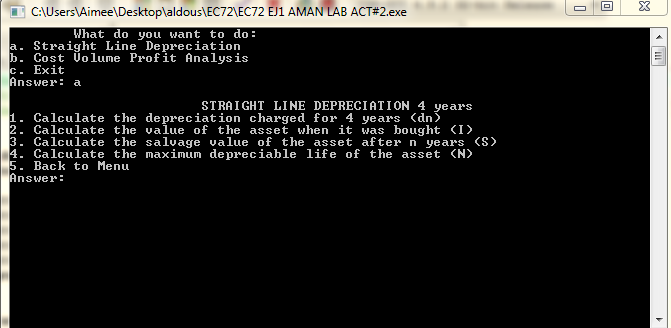 C:\Users\Aimee\Desktop\aldous\EC72\EC72 EJ1 AMAN LAB ACT#2.exe
What do you want to do:
a. Straight Line Depreciation
b. Cost Volume Profit Analysis
c. Exit
Answer: a
STRAIGHT LINE DEPRECIATION 4 years
1. Calculate the depreciation charged for 4 years (dn)
2. Calculate the value of the asset when it was bought (I)
3. Calculate the salvage value of the asset after n years (S)
4. Calculate the maximum depreciable life of the asset (N)
5. Back to Menu
Answer: